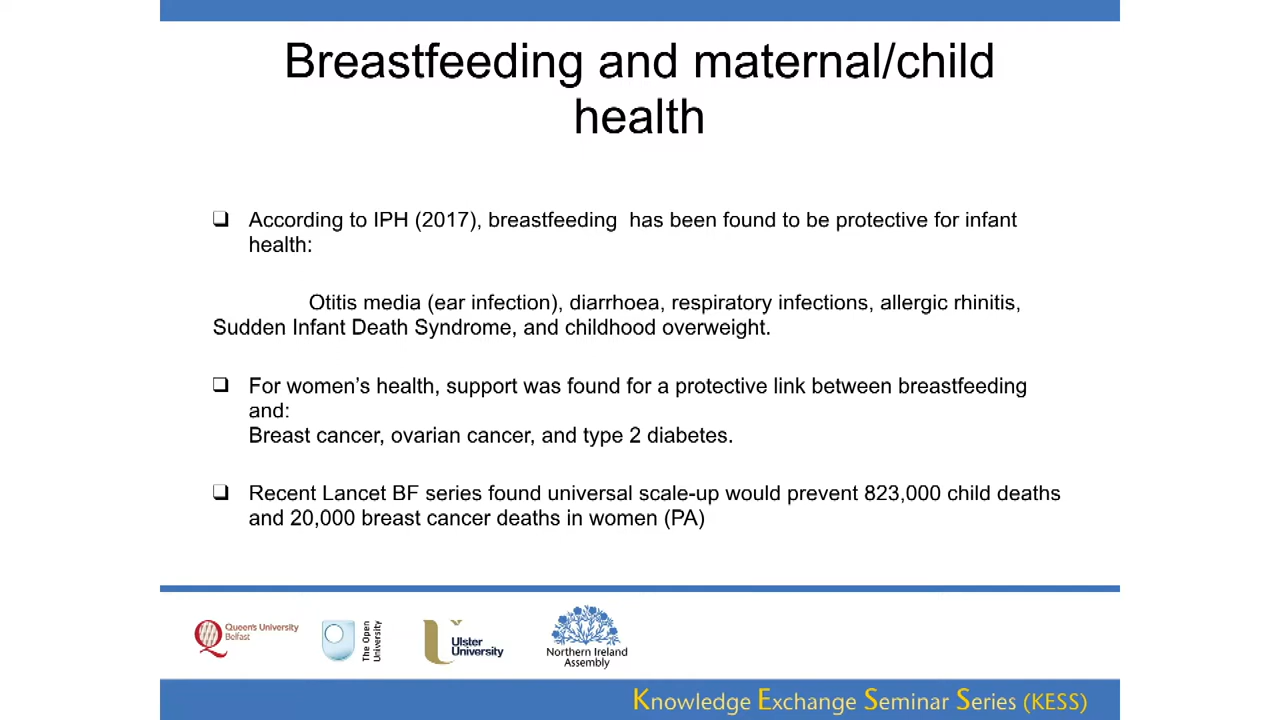 Breastfeeding and maternal/child
health
❑ According to IPH (2017), breastfeeding has been found to be protective for infant
health:
Otitis media (ear infection), diarrhoea, respiratory infections, allergic rhinitis,
Sudden Infant Death Syndrome, and childhood overweight.
❑ For women’s health, support was found for a protective link between breastfeeding
and:
Breast cancer, ovarian cancer, and type 2 diabetes.
❑ Recent Lancet BF series found universal scale-up would prevent 823,000 child deaths
and 20,000 breast cancer deaths in women (PA)
Queen's University
Belfast
The Open
University
Ulster
University
Northern Ireland
Assembly
Knowledge Exchange Seminar Series (KESS)